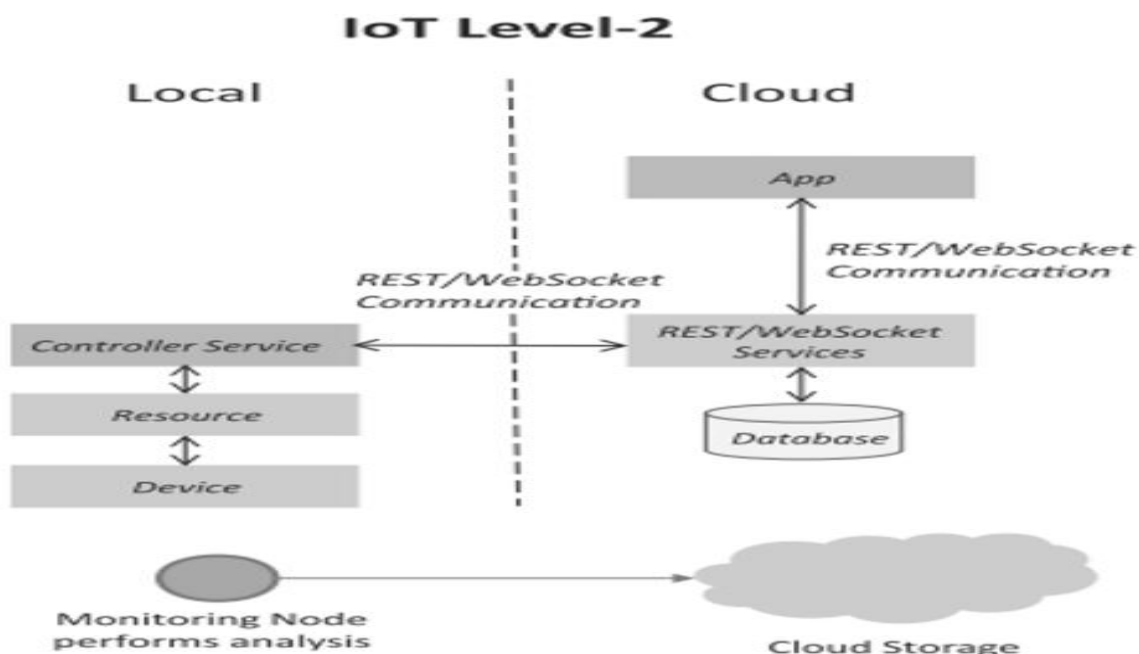 IoT Level-2
Local
Cloud
App
REST/WebSocket
Communication
REST/WebSocket
Communication
Controller Service
REST/WebSocket
Services
Resource
Database
Device
Monitoring Node
performs analysis
Cloud Storage